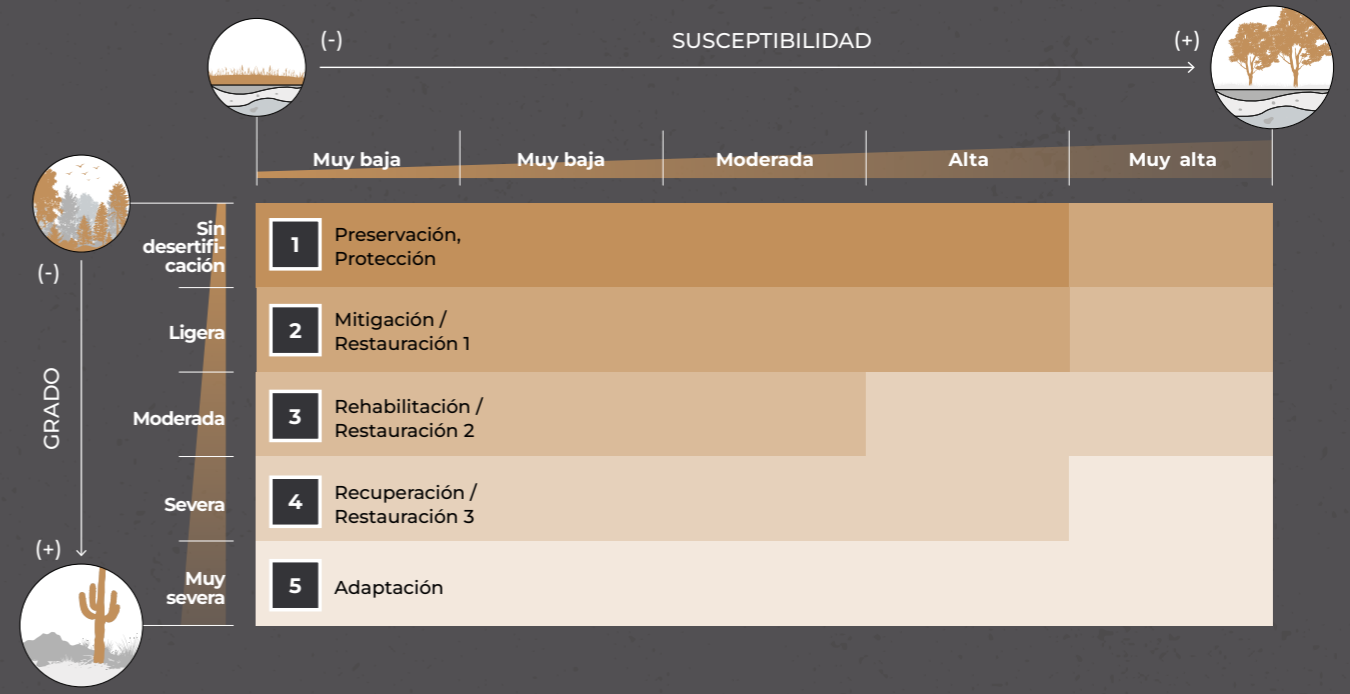 (-)
SUSCEPTIBILIDAD
(+)
Muy baja
Muy baja
Moderada
Alta
Muy alta
(-)
GRADO
(+)
Sin
desertifi-
cación
1
Preservación,
Protección
Ligera
2
Mitigación /
Restauración 1
Moderada
3
Rehabilitación /
Restauración 2
Severa
4
Recuperación /
Restauración 3
Muy
severa
5
Adaptación